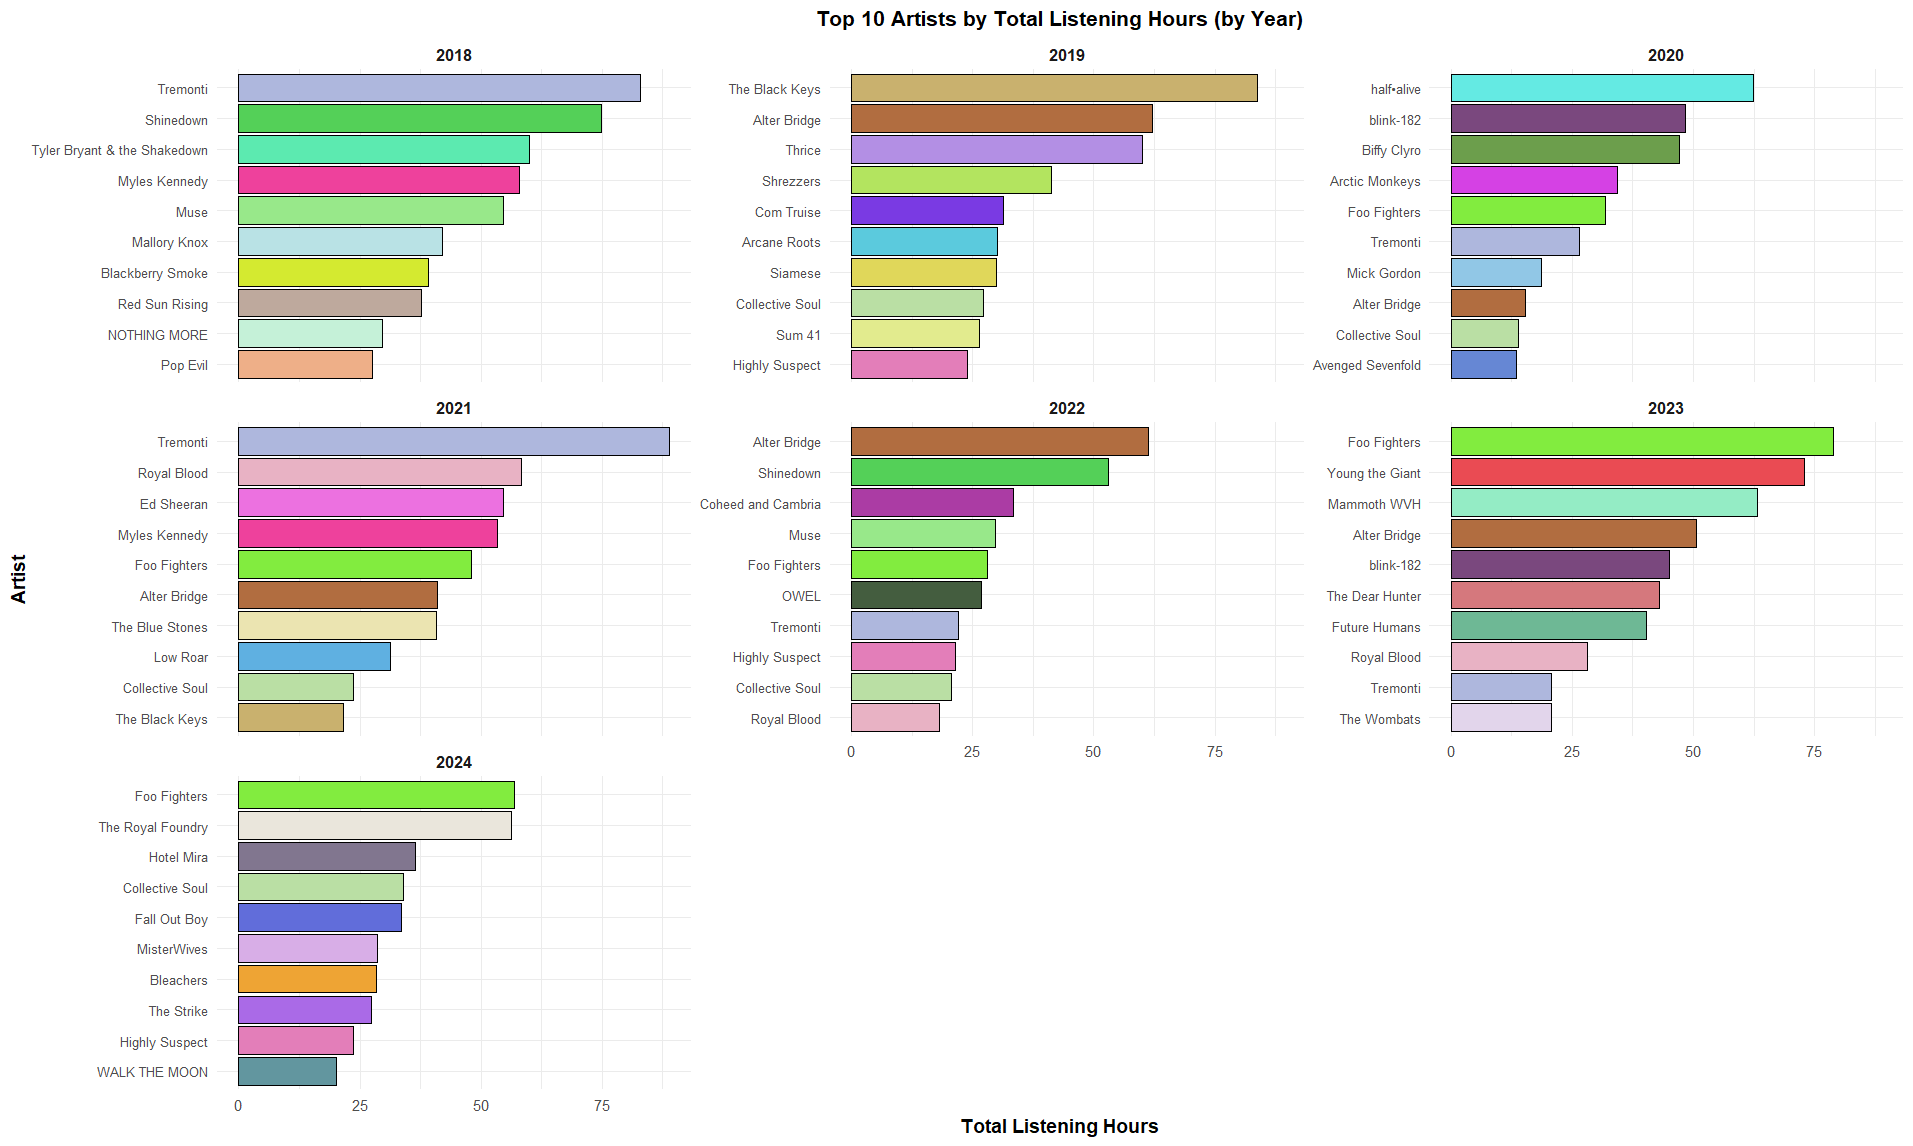 Top 10 Artists by Total Listening Hours (by Year)
2018
Tremonti
Shinedown
Tyler Bryant & the Shakedown
Myles Kennedy
Muse
Mallory Knox
Blackberry Smoke
Red Sun Rising
NOTHING MORE
Pop Evil
2019
The Black Keys
Alter Bridge
Thrice
Shrezzers
Com Truise
Arcane Roots
Siamese
Collective Soul
Sum 41
Highly Suspect
2020
half•alive
blink-182
Biffy Clyro
Arctic Monkeys
Foo Fighters
Tremonti
Mick Gordon
Alter Bridge
Collective Soul
Avenged Sevenfold
2021
Tremonti
Royal Blood
Ed Sheeran
Myles Kennedy
Foo Fighters
Alter Bridge
The Blue Stones
Low Roar
Collective Soul
The Black Keys
2022
Alter Bridge
Shinedown
Coheed and Cambria
Muse
Foo Fighters
OWEL
Tremonti
Highly Suspect
Collective Soul
Royal Blood
0 25 50 75
2023
Foo Fighters
Young the Giant
Mammoth WVH
Alter Bridge
blink-182
The Dear Hunter
Future Humans
Royal Blood
Tremonti
The Wombats
0 25 50 75
2024
Foo Fighters
The Royal Foundry
Hotel Mira
Collective Soul
Fall Out Boy
MisterWives
Bleachers
The Strike
Highly Suspect
WALK THE MOON
0 25 50 75
Artist
Total Listening Hours